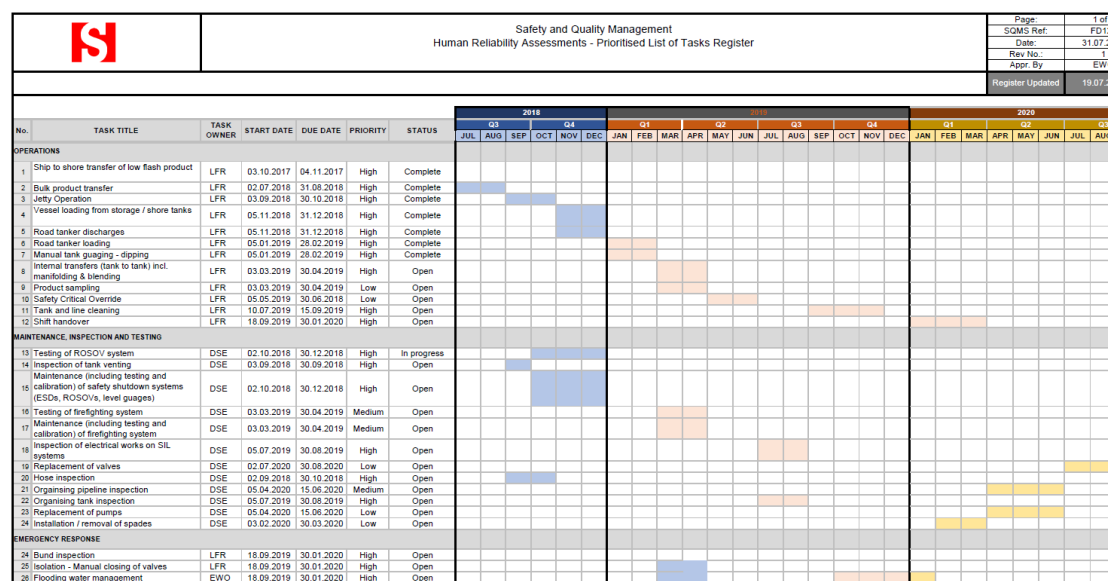 Safety and Quality Management
Human Reliability Assessments - Prioritised List of Tasks Register
Page: 1 of
SQMS Ref:
Date: 31.07.
Rev No.: 1
Appr. By
Register Updated 19.07.
2018 2019 2020
Q3 Q4 Q1 Q2 Q3 Q4 Q1 Q2 Q3
No. TASK TITLE TASK OWNER START DATE DUE DATE PRIORITY STATUS JUL AUG SEP OCT NOV DEC JAN FEB MAR APR MAY JUN JUL AUG SEP OCT NOV DEC JAN FEB MAR APR MAY JUN JUL
OPERATIONS
1 Ship to shore transfer of low flash product LFR 03.10.2017 04.11.2017 High Complete
2 Bulk product transfer LFR 02.07.2018 31.08.2018 High Complete
3 Jetty Operation LFR 03.09.2018 30.10.2018 High Complete
4 Vessel loading from storage / shore tanks LFR 05.11.2018 31.12.2018 High Complete
5 Road tanker discharges LFR 05.11.2018 31.12.2018 High Complete
6 Road tanker loading LFR 05.01.2019 28.02.2019 High Complete
7 Manual tank guaging - dipping LFR 05.01.2019 28.02.2019 High Complete
8 Internal transfers (tank to tank) incl.
manifolding & blending LFR 03.03.2019 30.04.2019 High Open
9 Product sampling LFR 03.03.2019 30.04.2019 Low Open
10 Safety Critical Override LFR 05.05.2019 30.06.2018 Low Open
11 Tank and line cleaning LFR 10.07.2019 15.09.2019 High Open
12 Shift handover LFR 18.09.2019 30.01.2020 High Open
MAINTENANCE, INSPECTION AND TESTING
13 Testing of ROSOV system DSE 02.10.2018 30.12.2018 High In progress
14 Inspection of tank venting DSE 03.09.2018 30.09.2018 High Open
15 Maintenance (including testing and
calibration) of safety shutdown systems DSE 02.10.2018 30.12.2018 High Open
(ESDs, ROSOVs, level guages)
16 Testing of firefighting system DSE 03.03.2019 30.04.2019 Medium Open
17 Maintenance (including testing and
calibration) of firefighting system DSE 03.03.2019 30.04.2019 Medium Open
18 Inspection of electrical works on SIL
systems DSE 05.07.2019 30.08.2019 High Open
19 Replacement of valves DSE 02.07.2020 30.08.2020 Low Open
20 Hose inspection DSE 02.09.2018 30.10.2018 High Open
21 Orgainsing pipeline inspection DSE 05.04.2020 15.06.2020 Medium Open
22 Organising tank inspection DSE 05.07.2019 30.08.2019 High Open
23 Replacement of pumps DSE 05.04.2020 15.06.2020 Low Open
24 Installation / removal of spades DSE 03.02.2020 30.03.2020 Low Open
EMERGENCY RESPONSE
24 Bund inspection LFR 18.09.2019 30.01.2020 High Open
25 Isolation - Manual closing of valves LFR 18.09.2019 30.01.2020 High Open
26 Flooding water management EWO 18.09.2019 30.01.2020 High Open